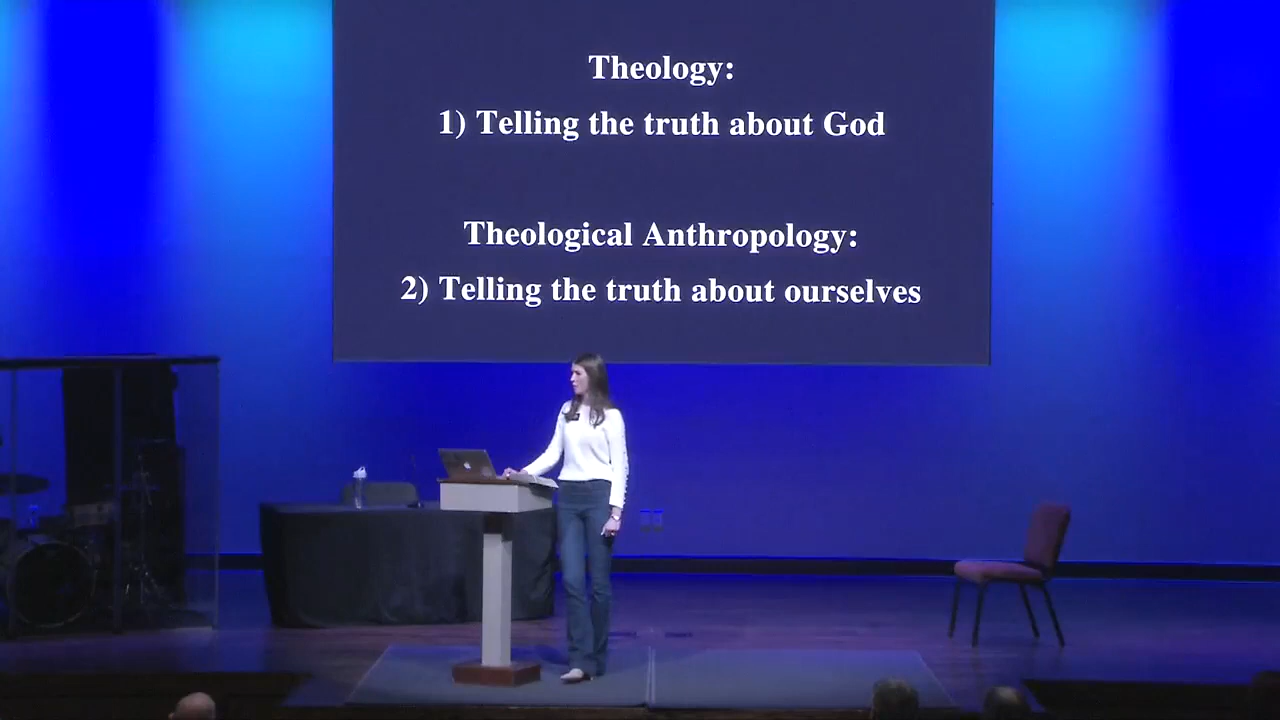 Theology:
1) Telling the truth about God
Theological Anthropology:
2) Telling the truth about ourselves